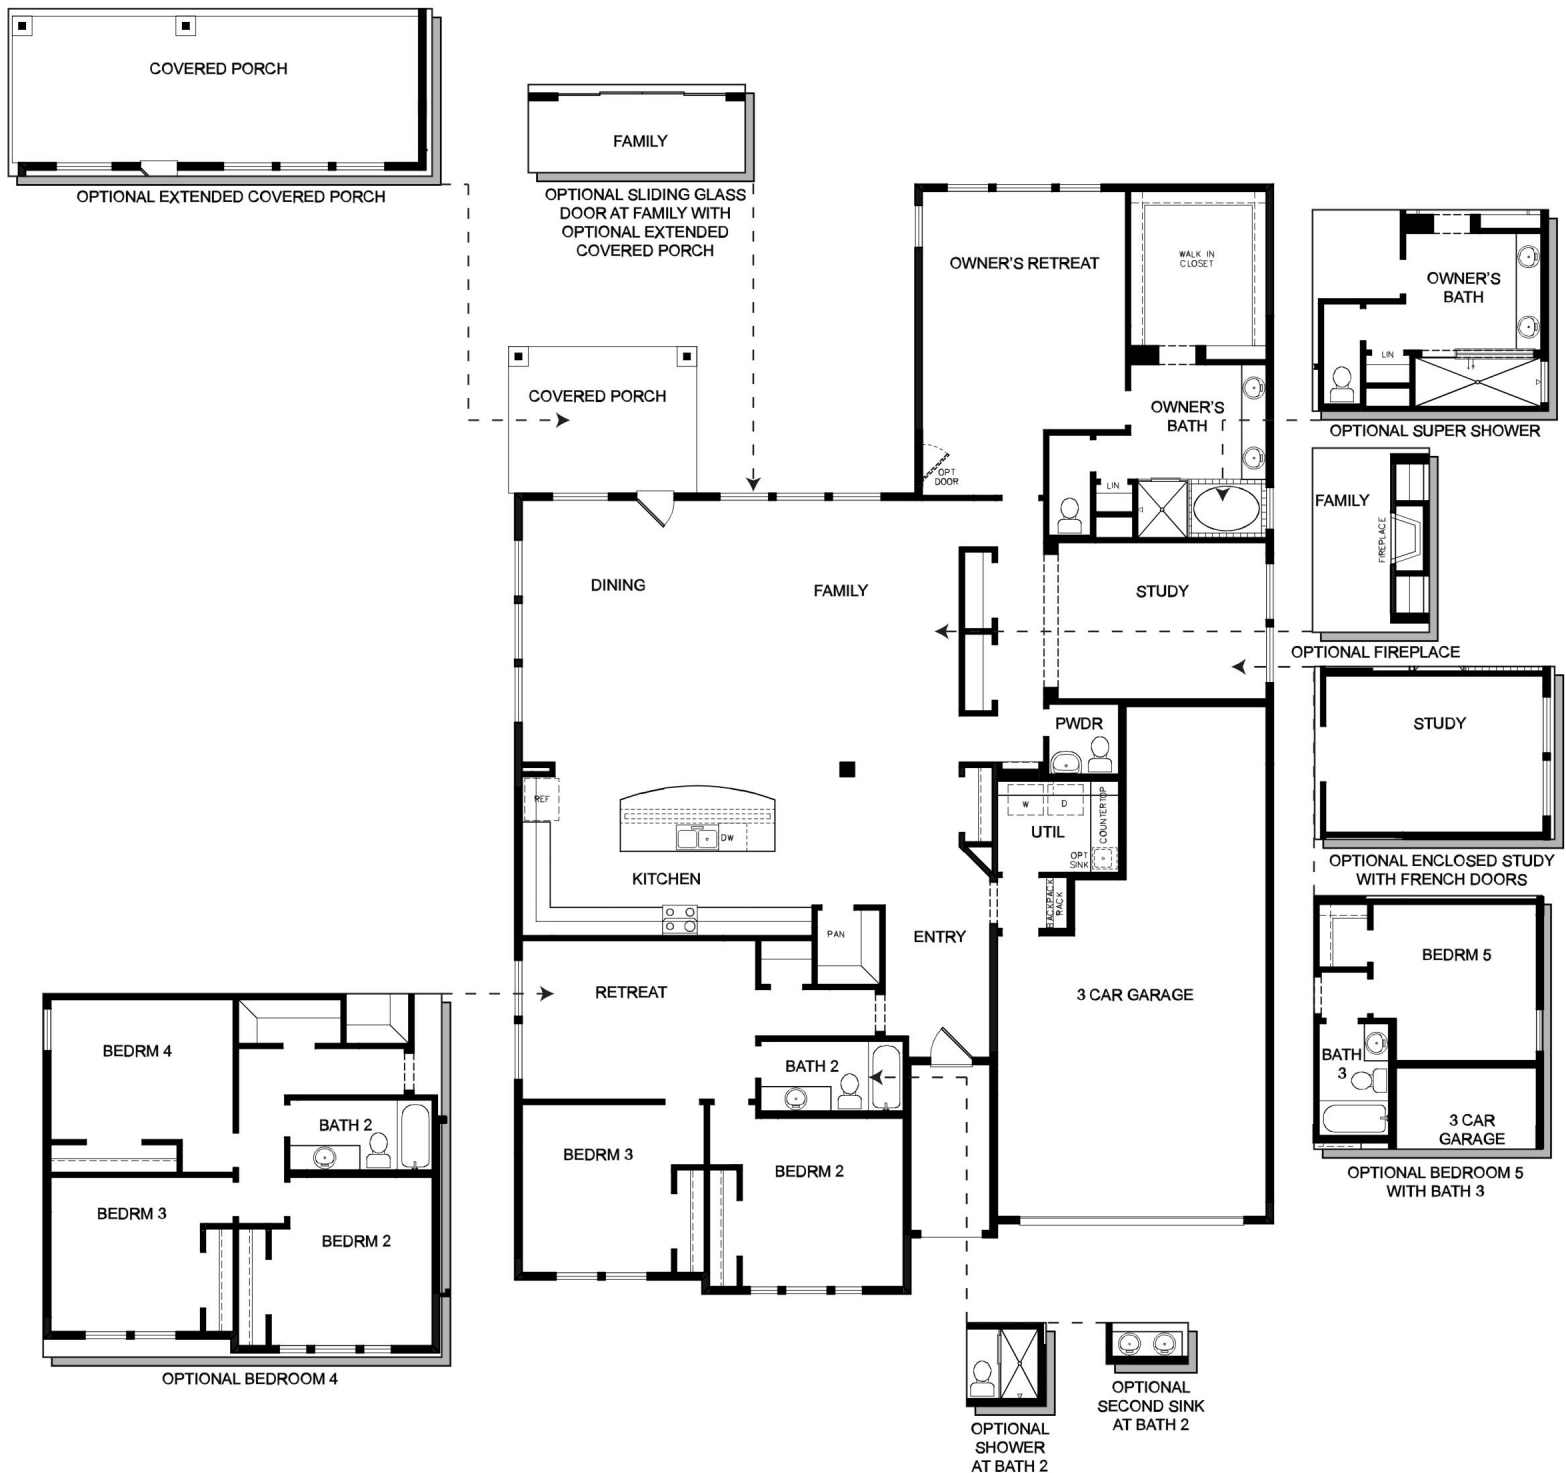 COVERED PORCH
OPTIONAL EXTENDED COVERED PORCH
FAMILY
OPTIONAL SLIDING GLASS
DOOR AT FAMILY WITH
OPTIONAL EXTENDED
COVERED PORCH
OWNER'S RETREAT
WALK IN
CLOSET
OWNER'S
BATH
LIN
OPTIONAL SUPER SHOWER
COVERED PORCH
OWNER'S
BATH
OPT
DOOR
LIN
FAMILY
FIREPLACE
OPTIONAL FIREPLACE
DINING
FAMILY
STUDY
STUDY
OPTIONAL ENCLOSED STUDY
WITH FRENCH DOORS
PWDR
REF
DW
KITCHEN
W
D
COUNTERTOP
UTIL
OPT
SINK
BACKPACK
RACK
PAN
ENTRY
BEDRM 5
BATH
3
3 CAR
GARAGE
OPTIONAL BEDROOM 5
WITH BATH 3
RETREAT
3 CAR GARAGE
BATH 2
BEDRM 3
BEDRM 2
BEDRM 4
BATH 2
BEDRM 3
BEDRM 2
OPTIONAL BEDROOM 4
OPTIONAL
SHOWER
AT BATH 2
OPTIONAL
SECOND SINK
AT BATH 2